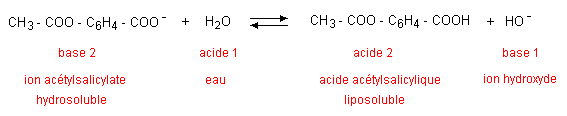 CH₃ - COO - C₆H₄ - COO⁻ + H₂O ⇌ CH₃ - COO - C₆H₄ - COOH + HO⁻
base 2 acide 1 acide 2 base 1
ion acétylsalicylate eau acide acétylsalicylique ion hydroxyde
hydrosoluble liposoluble